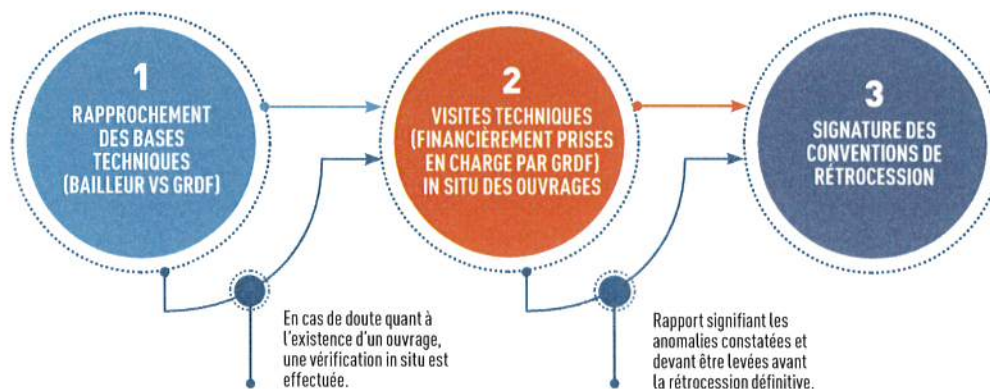 1
RAPPROCHEMENT
DES BASES
TECHNIQUES
(BAILLEUR VS GRDF)
2
VISITES TECHNIQUES
(FINANCIÈREMENT PRISES
EN CHARGE PAR GRDF)
IN SITU DES OUVRAGES
3
SIGNATURE DES
CONVENTIONS DE
RÉTROCESSION
En cas de doute quant à
l'existence d'un ouvrage,
une vérification in situ est
effectuée.
Rapport signifiant les
anomalies constatées et
devant être levées avant
la rétrocession définitive.